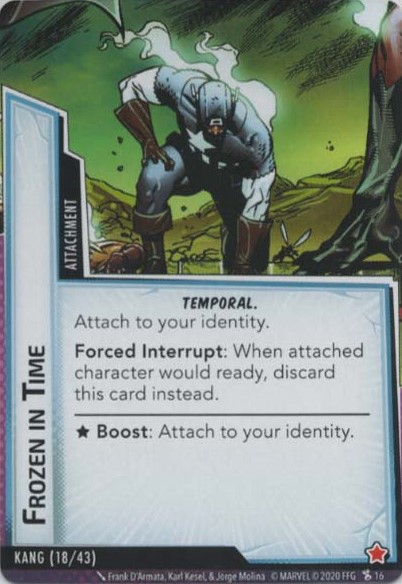 ATTACHMENT
FROZEN IN TIME
TEMPORAL.
Attach to your identity.
Forced Interrupt: When attached
character would ready, discard
this card instead.
★ Boost: Attach to your identity.
KANG (18/43)
Frank D'Armata, Karl Kesel, & Jorge Molina © MARVEL © 2020 FFG 16